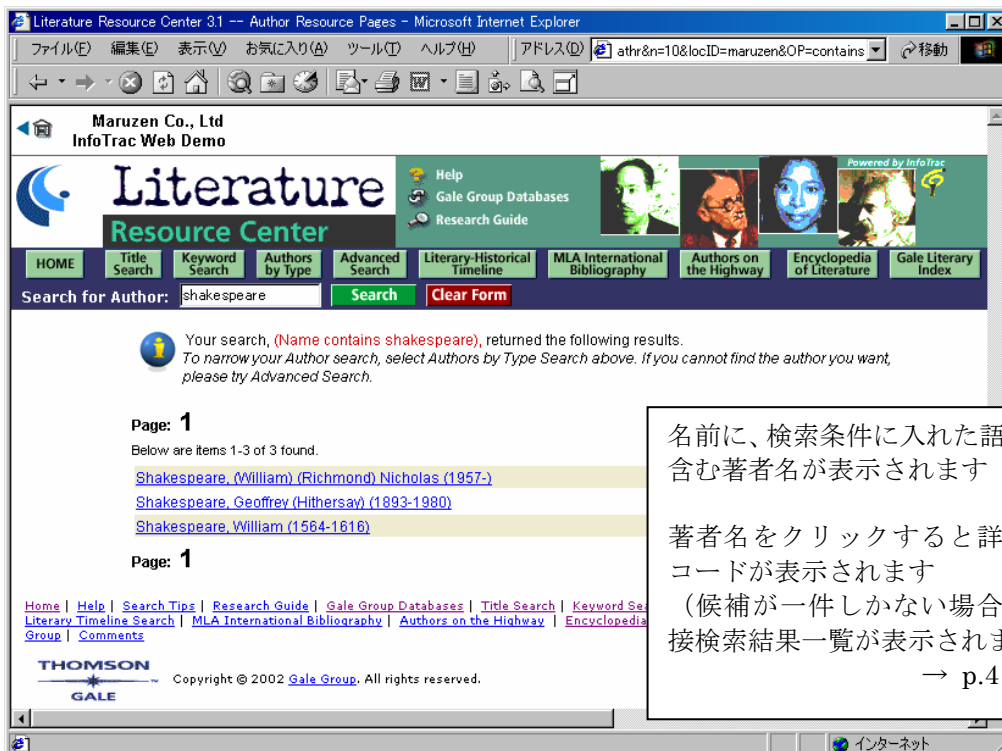 Literature Resource Center 3.1 -- Author Resource Pages - Microsoft Internet Explorer
ファイル(F) 編集(E) 表示(V) お気に入り(A) ツール(T) ヘルプ(H) アドレス(D) athr&n=10&locID=maruzen&OP=contains 移動
Maruzen Co., Ltd
InfoTrac Web Demo
Literature
Resource Center
Help
Gale Group Databases
Research Guide
Powered by InfoTrac
HOME Title Search Keyword Search Authors by Type Advanced Search Literary-Historical Timeline MLA International Bibliography Authors on the Highway Encyclopedia of Literature Gale Literary Index
Search for Author: shakespeare Search Clear Form
Your search, (Name contains shakespeare), returned the following results.
To narrow your Author search, select Authors by Type Search above. If you cannot find the author you want,
please try Advanced Search.
Page: 1
Below are items 1-3 of 3 found.
Shakespeare, (William) (Richmond) Nicholas (1957-)
Shakespeare, Geoffrey (Hithersay) (1893-1980)
Shakespeare, William (1564-1616)
Page: 1
名前に、検索条件に入れた語
含む著者名が表示されます
著者名をクリックすると詳
コードが表示されます
（候補が一件しかない場合
接検索結果一覧が表示されま
→ p.4
Home | Help | Search Tips | Research Guide | Gale Group Databases | Title Search | Keyword Sea
Literary Timeline Search | MLA International Bibliography | Authors on the Highway | Encyclopedia
Group | Comments
THOMSON
GALE
Copyright © 2002 Gale Group. All rights reserved.
インターネット